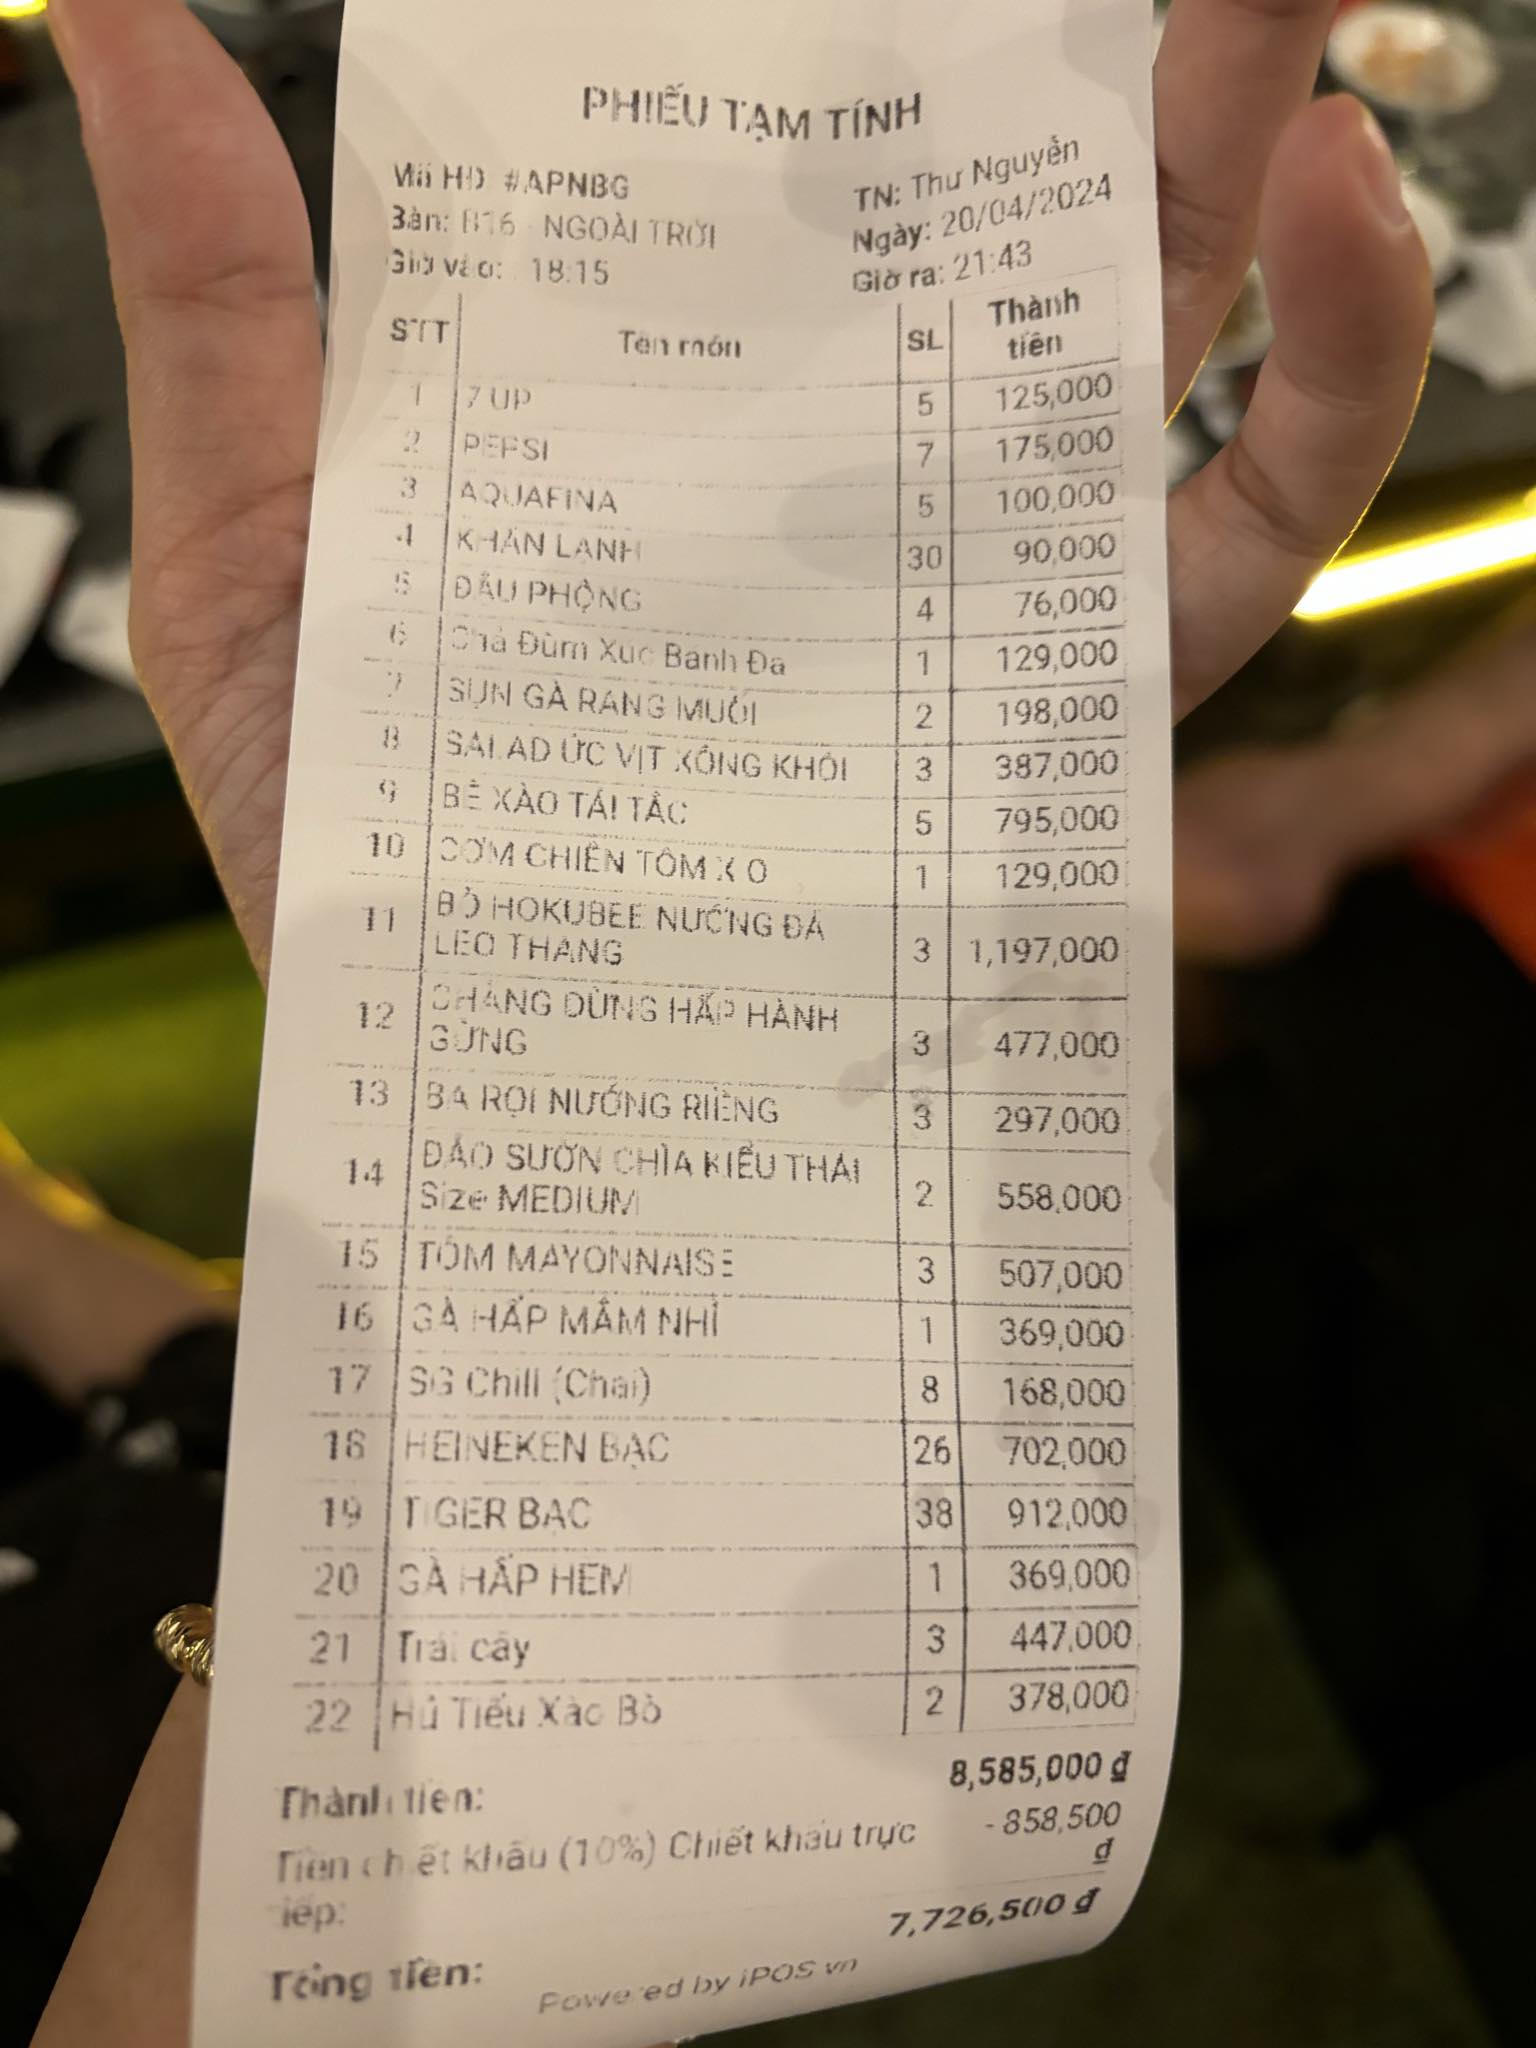 PHIẾU TẠM TÍNH
Mã HĐ: #APNBG TN: Thư Nguyễn
Bàn: B16 - NGOÀI TRỜI Ngày: 20/04/2024
Giờ vào: 18:15 Giờ ra: 21:43
STT Tên món SL Thành tiền
1 7 UP 5 125,000
2 PEPSI 7 175,000
3 AQUAFINA 5 100,000
4 KHĂN LẠNH 30 90,000
5 ĐẬU PHỘNG 4 76,000
6 Chả Đùm Xúc Bánh Đa 1 129,000
7 SỤN GÀ RANG MUỐI 2 198,000
8 SALAD ỨC VỊT XÔNG KHÓI 3 387,000
9 BÊ XÀO TÁI TẮC 5 795,000
10 CƠM CHIÊN TÔM X.O 1 129,000
11 BÒ HOKUBEE NƯỚNG ĐÁ
LEO THANG 3 1,197,000
12 CHANG DỪNG HẤP HÀNH
GỪNG 3 477,000
13 BA RỌI NƯỚNG RIỀNG 3 297,000
14 ĐẢO SƯỜN CHÌA KIỂU THÁI
Size MEDIUM 2 558,000
15 TÔM MAYONNAISE 3 507,000
16 GÀ HẤP MẮM NHĨ 1 369,000
17 SG Chill (Chai) 8 168,000
18 HEINEKEN BẠC 26 702,000
19 TIGER BẠC 38 912,000
20 GÀ HẤP HÈM 1 369,000
21 Trái cây 3 447,000
22 Hủ Tiếu Xào Bò 2 378,000
Thành tiền: 8,585,000 ₫
Tiền chiết khấu (10%) Chiết khấu trực - 858,500
tiếp: ₫
Tổng tiền: 7,726,500 ₫
Powered by iPOS.vn